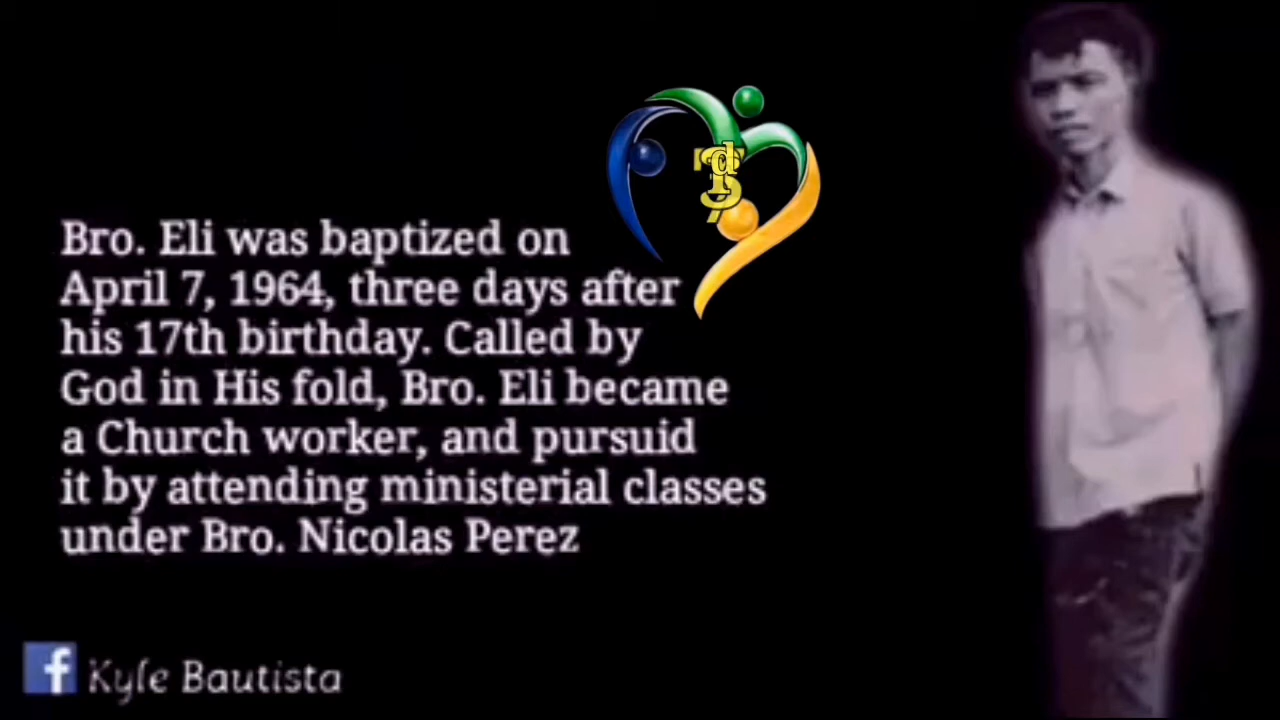 Bro. Eli was baptized on
April 7, 1964, three days after
his 17th birthday. Called by
God in His fold, Bro. Eli became
a Church worker, and pursuid
it by attending ministerial classes
under Bro. Nicolas Perez
f Kyle Bautista